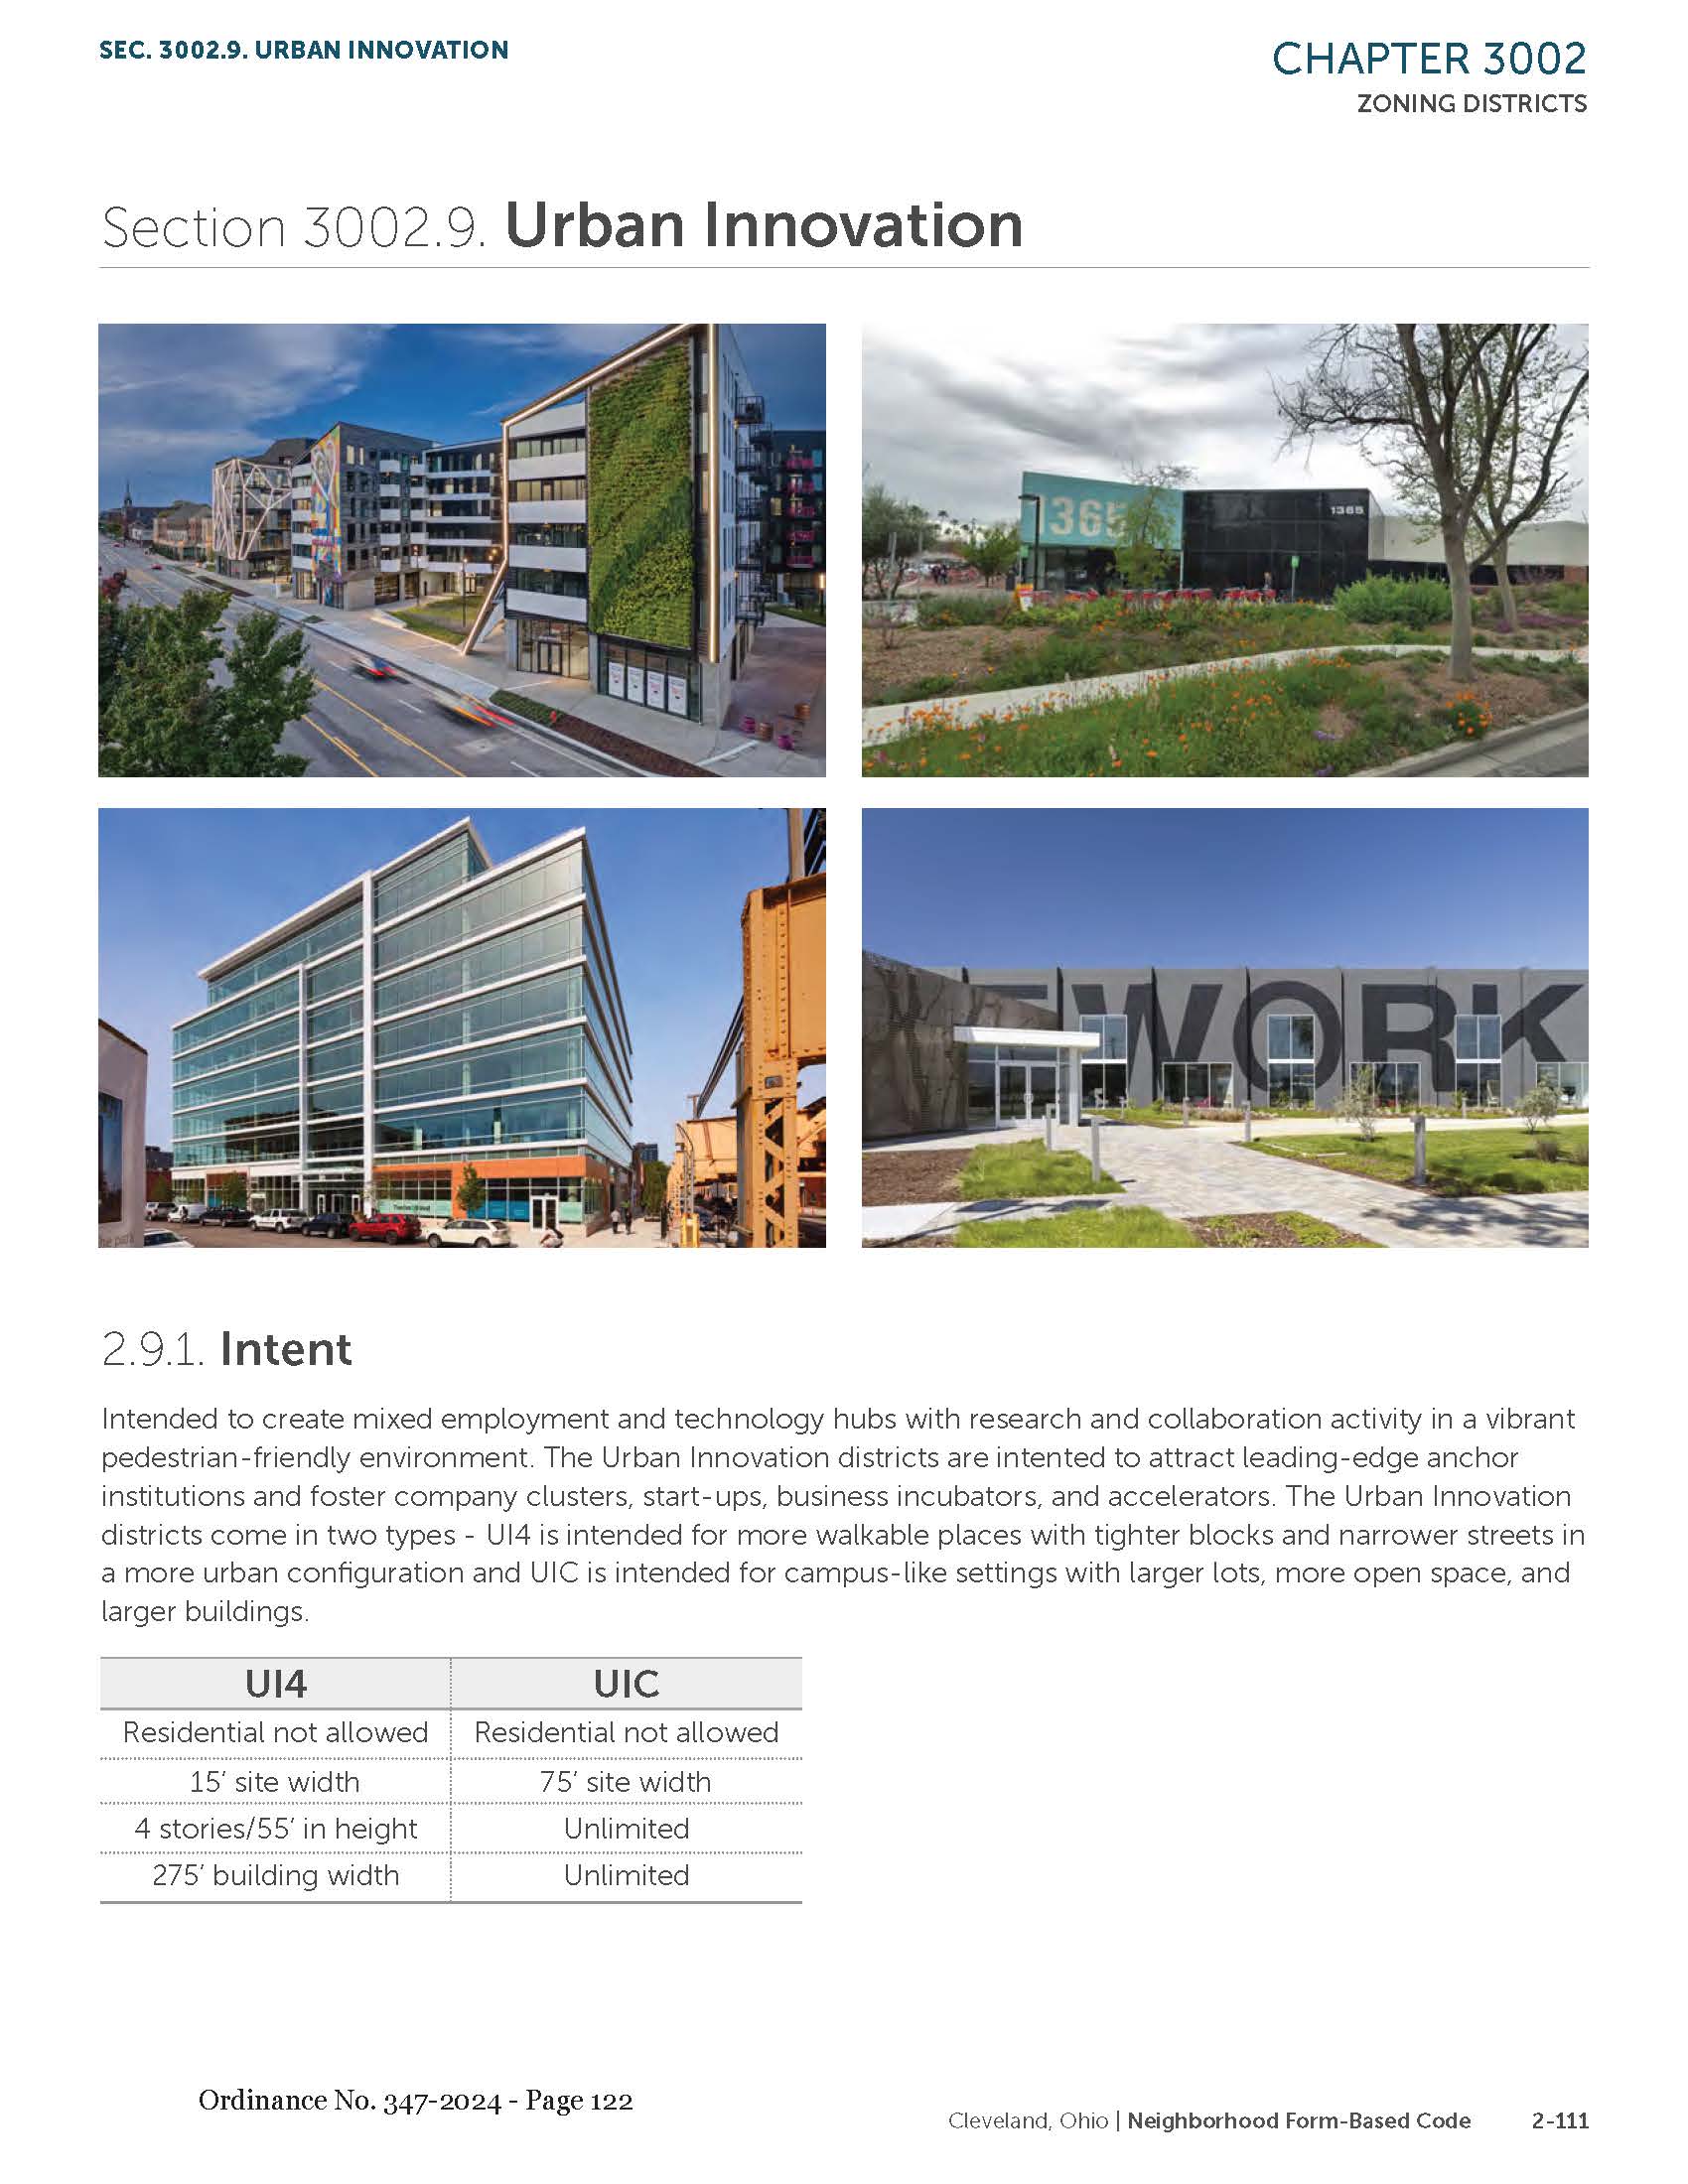 SEC. 3002.9. URBAN INNOVATION
CHAPTER 3002
ZONING DISTRICTS
Section 3002.9. Urban Innovation
1365
1365
WORK
he park
2.9.1. Intent
Intended to create mixed employment and technology hubs with research and collaboration activity in a vibrant
pedestrian-friendly environment. The Urban Innovation districts are intented to attract leading-edge anchor
institutions and foster company clusters, start-ups, business incubators, and accelerators. The Urban Innovation
districts come in two types - UI4 is intended for more walkable places with tighter blocks and narrower streets in
a more urban configuration and UIC is intended for campus-like settings with larger lots, more open space, and
larger buildings.
UI4 UIC
Residential not allowed Residential not allowed
15’ site width 75’ site width
4 stories/55’ in height Unlimited
275’ building width Unlimited
Ordinance No. 347-2024 - Page 122
Cleveland, Ohio | Neighborhood Form-Based Code 2-111